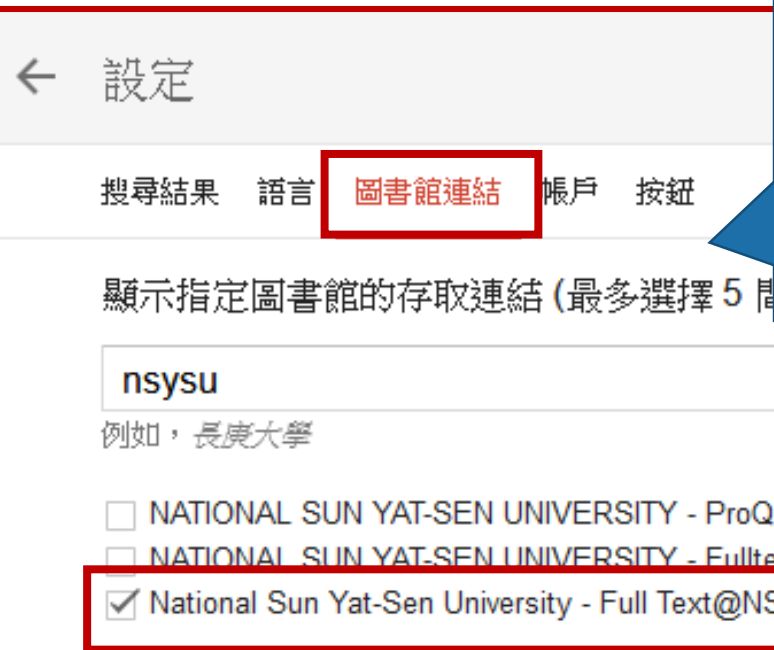 ← 設定
搜尋結果 語言 圖書館連結 帳戶 按鈕
顯示指定圖書館的存取連結 (最多選擇 5
nsysu
例如，長庚大學
NATIONAL SUN YAT-SEN UNIVERSITY - ProQ
NATIONAL SUN YAT-SEN UNIVERSITY - Fullte
National Sun Yat-Sen University - Full Text@NS